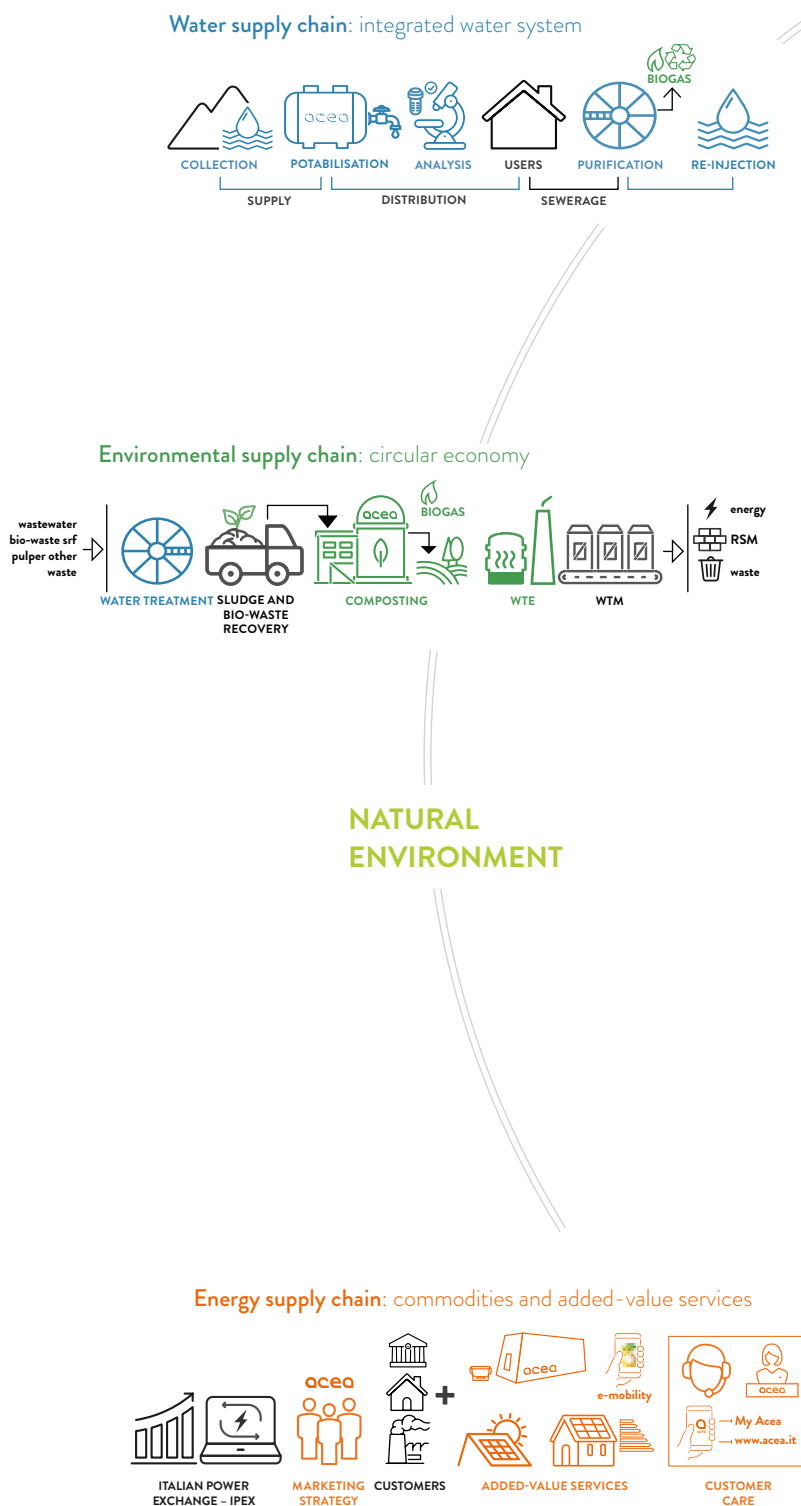 Water supply chain: integrated water system
BIOGAS
acea
COLLECTION
POTABILISATION
ANALYSIS
USERS
PURIFICATION
RE-INJECTION
SUPPLY
DISTRIBUTION
SEWERAGE
Environmental supply chain: circular economy
wastewater
bio-waste srf
pulper other
waste
acea
BIOGAS
energy
RSM
waste
WATER TREATMENT
SLUDGE AND
BIO-WASTE
RECOVERY
COMPOSTING
WTE
WTM
NATURAL
ENVIRONMENT
Energy supply chain: commodities and added-value services
acea
+
acea
e-mobility
acea
My Acea
www.acea.it
ITALIAN POWER
EXCHANGE – IPEX
MARKETING
STRATEGY
CUSTOMERS
ADDED-VALUE SERVICES
CUSTOMER
CARE